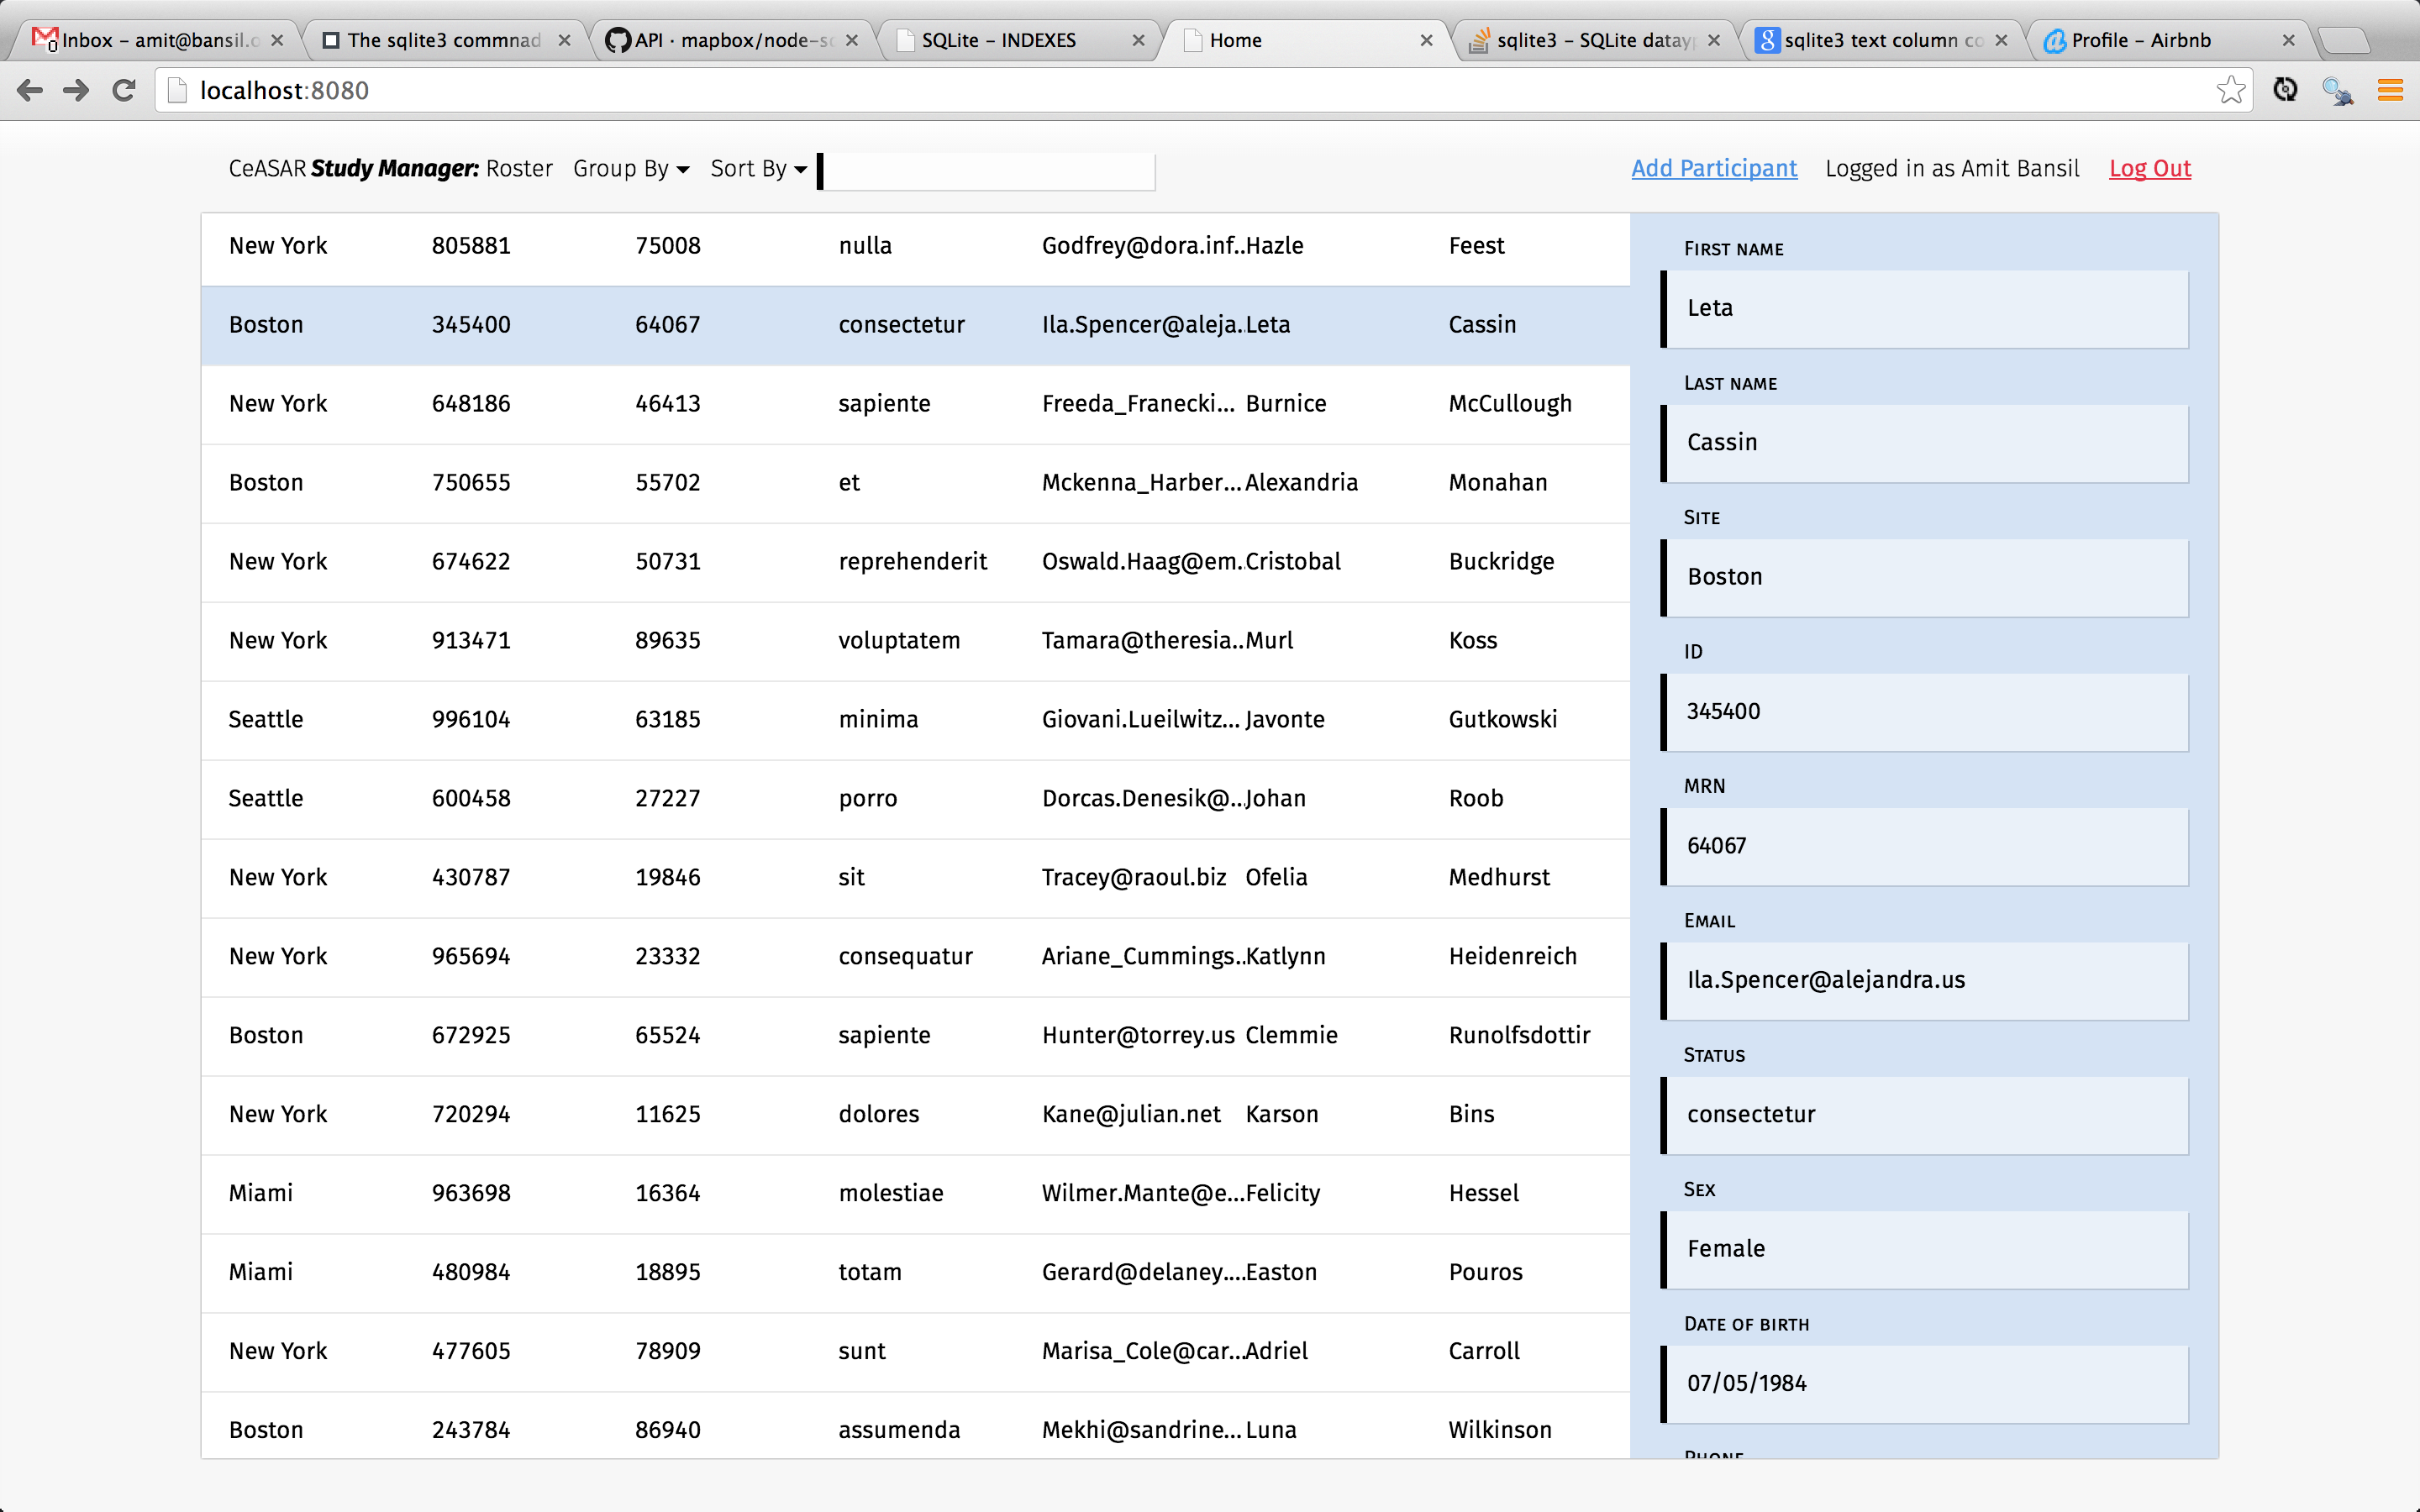 Inbox – amit@bansil.o
The sqlite3 commnad
API · mapbox/node-sq
SQLite – INDEXES
Home
sqlite3 – SQLite datayp
sqlite3 text column co
Profile – Airbnb
localhost:8080
CeASAR Study Manager: Roster Group By Sort By Add Participant Logged in as Amit Bansil Log Out
New York 805881 75008 nulla Godfrey@dora.inf... Hazle Feest
Boston 345400 64067 consectetur Ila.Spencer@aleja... Leta Cassin
New York 648186 46413 sapiente Freeda_Franecki... Burnice McCullough
Boston 750655 55702 et Mckenna_Harber... Alexandria Monahan
New York 674622 50731 reprehenderit Oswald.Haag@em... Cristobal Buckridge
New York 913471 89635 voluptatem Tamara@theresia... Murl Koss
Seattle 996104 63185 minima Giovani.Lueilwitz... Javonte Gutkowski
Seattle 600458 27227 porro Dorcas.Denesik@... Johan Roob
New York 430787 19846 sit Tracey@raoul.biz Ofelia Medhurst
New York 965694 23332 consequatur Ariane_Cummings... Katlynn Heidenreich
Boston 672925 65524 sapiente Hunter@torrey.us Clemmie Runolfsdottir
New York 720294 11625 dolores Kane@julian.net Karson Bins
Miami 963698 16364 molestiae Wilmer.Mante@e... Felicity Hessel
Miami 480984 18895 totam Gerard@delaney.... Easton Pouros
New York 477605 78909 sunt Marisa_Cole@car... Adriel Carroll
Boston 243784 86940 assumenda Mekhi@sandrine... Luna Wilkinson
First name
Leta
Last name
Cassin
Site
Boston
ID
345400
MRN
64067
Email
Ila.Spencer@alejandra.us
Status
consectetur
Sex
Female
Date of birth
07/05/1984
Phone